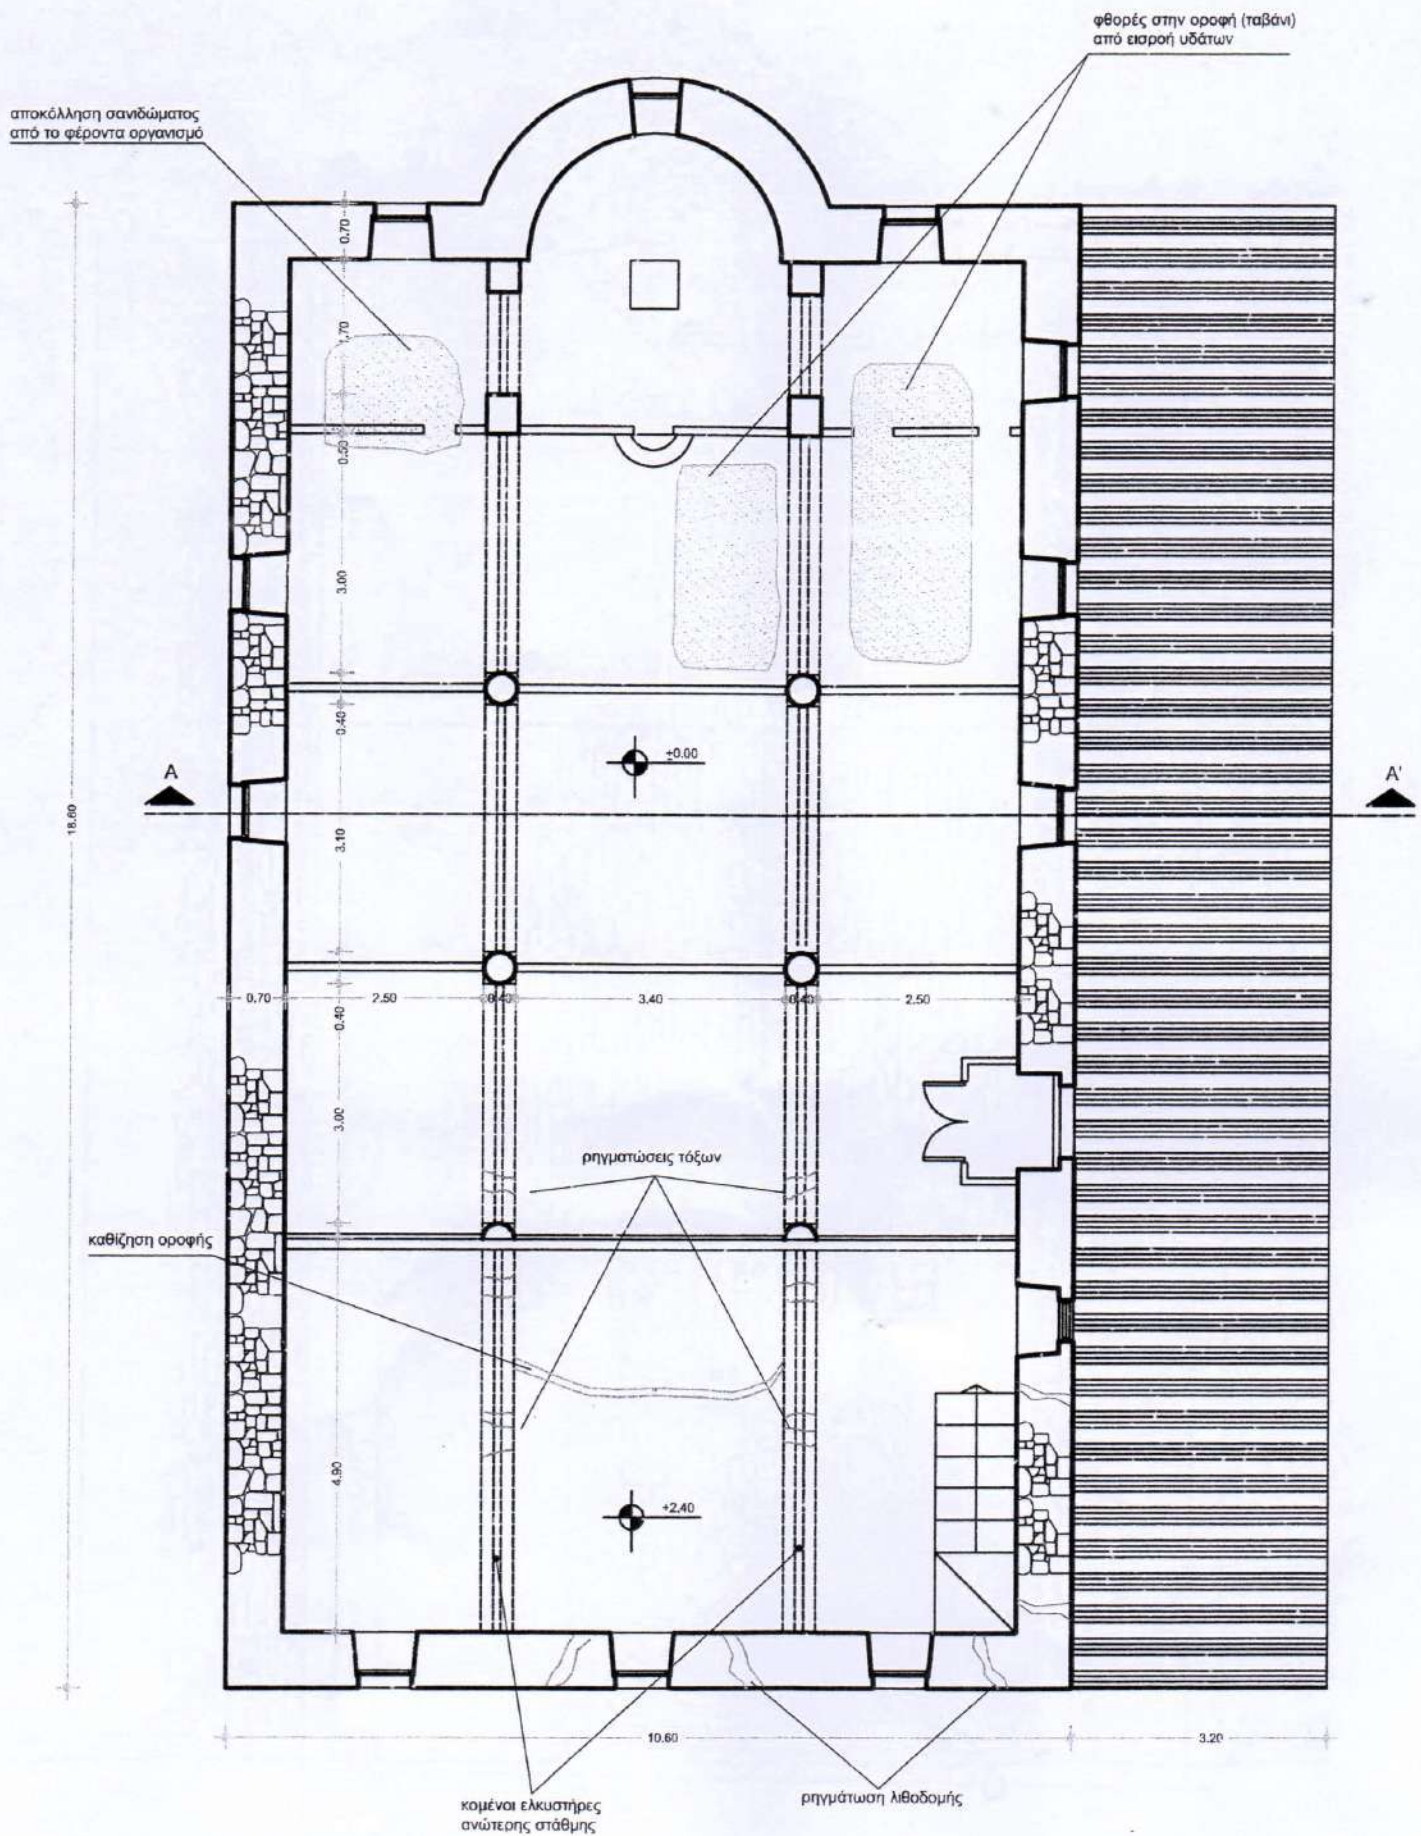 φθορές στην οροφή (ταβάνι)
από εισροή υδάτων
αποκόλληση σανιδώματος
από το φέροντα οργανισμό
0.70
1.70
0.50
3.00
0.40
±0.00
A
A'
18.60
3.10
0.70
2.50
0.40
3.40
0.40
2.50
0.40
3.00
ρηγματώσεις τόξων
καθίζηση οροφής
4.90
+2.40
10.60
3.20
κομένοι ελκυστήρες
ανώτερης στάθμης
ρηγμάτωση λιθοδομής